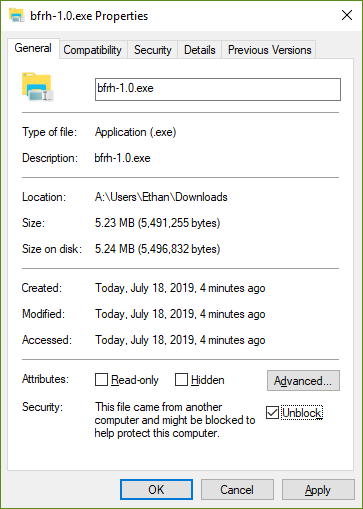 bfrh-1.0.exe Properties
General Compatibility Security Details Previous Versions
bfrh-1.0.exe
Type of file: Application (.exe)
Description: bfrh-1.0.exe
Location: A:\Users\Ethan\Downloads
Size: 5.23 MB (5,491,255 bytes)
Size on disk: 5.24 MB (5,496,832 bytes)
Created: Today, July 18, 2019, 4 minutes ago
Modified: Today, July 18, 2019, 4 minutes ago
Accessed: Today, July 18, 2019, 4 minutes ago
Attributes: Read-only Hidden Advanced...
Security: This file came from another
computer and might be blocked to
help protect this computer.
Unblock
OK Cancel Apply